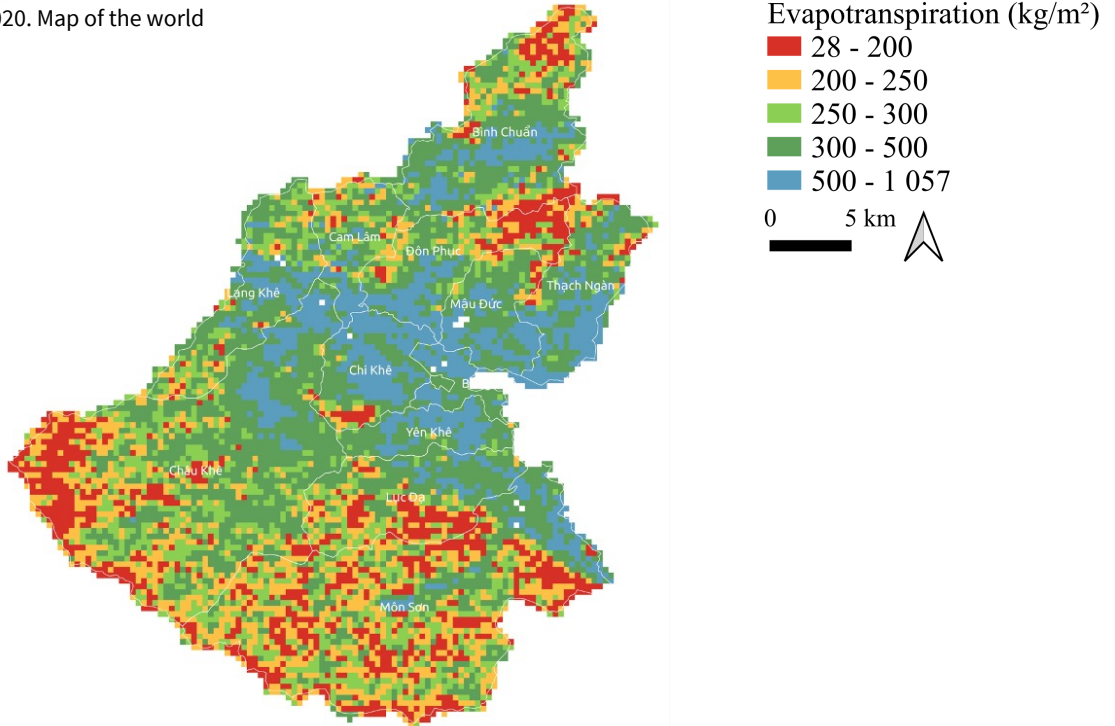 020. Map of the world
Evapotranspiration (kg/m²)
28 - 200
200 - 250
250 - 300
300 - 500
500 - 1 057
0 5 km
Bình Chuẩn
Cam Lâm
Đôn Phục
Lạng Khê
Thạch Ngàn
Mậu Đức
Chi Khê
Yên Khê
Châu Khê
Lục Dạ
Môn Sơn